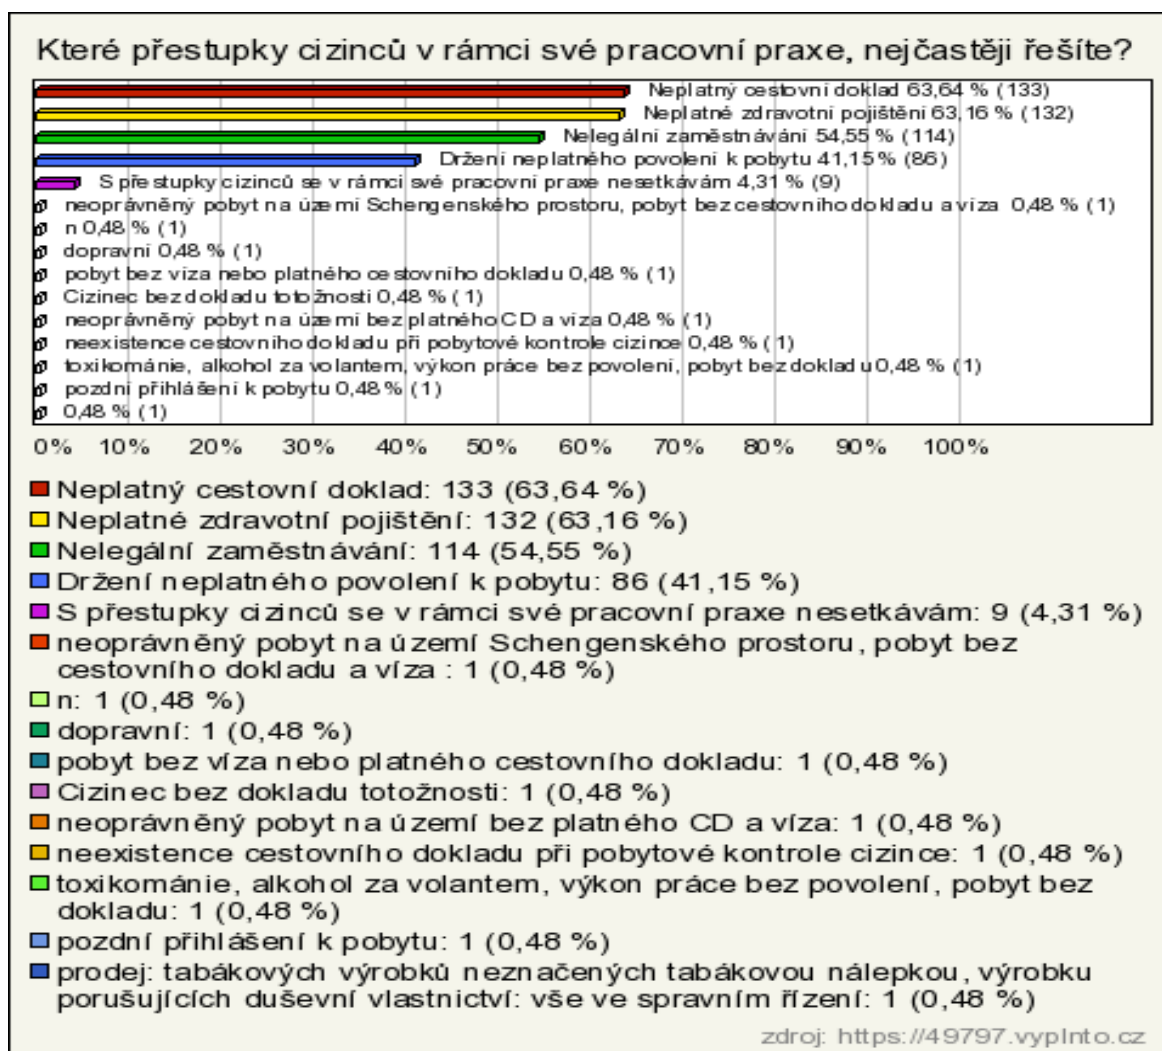 Které přestupky cizinců v rámci své pracovní praxe, nejčastěji řešíte?
Neplatný cestovní doklad 63,64 % (133)
Neplatné zdravotní pojištění 63,16 % (132)
Nelegální zaměstnávání 54,55 % (114)
Držení neplatného povolení k pobytu 41,15 % (86)
S přestupky cizinců se v rámci své pracovní praxe nesetkávám 4,31 % (9)
neoprávněný pobyt na území Schengenského prostoru, pobyt bez cestovního dokladu a víza 0,48 % (1)
n 0,48 % (1)
dopravní 0,48 % (1)
pobyt bez víza nebo platného cestovního dokladu 0,48 % (1)
Cizinec bez dokladu totožnosti 0,48 % (1)
neoprávněný pobyt na území bez platného CD a víza 0,48 % (1)
neexistence cestovního dokladu při pobytové kontrole cizince 0,48 % (1)
toxikománie, alkohol za volantem, výkon práce bez povolení, pobyt bez dokladu 0,48 % (1)
pozdní přihlášení k pobytu 0,48 % (1)
0,48 % (1)
0% 10% 20% 30% 40% 50% 60% 70% 80% 90% 100%
Neplatný cestovní doklad: 133 (63,64 %)
Neplatné zdravotní pojištění: 132 (63,16 %)
Nelegální zaměstnávání: 114 (54,55 %)
Držení neplatného povolení k pobytu: 86 (41,15 %)
S přestupky cizinců se v rámci své pracovní praxe nesetkávám: 9 (4,31 %)
neoprávněný pobyt na území Schengenského prostoru, pobyt bez
cestovního dokladu a víza : 1 (0,48 %)
n: 1 (0,48 %)
dopravní: 1 (0,48 %)
pobyt bez víza nebo platného cestovního dokladu: 1 (0,48 %)
Cizinec bez dokladu totožnosti: 1 (0,48 %)
neoprávněný pobyt na území bez platného CD a víza: 1 (0,48 %)
neexistence cestovního dokladu při pobytové kontrole cizince: 1 (0,48 %)
toxikománie, alkohol za volantem, výkon práce bez povolení, pobyt bez
dokladu: 1 (0,48 %)
pozdní přihlášení k pobytu: 1 (0,48 %)
prodej: tabákových výrobků neznačených tabákovou nálepkou, výrobku
porušujících duševní vlastnictví: vše ve spravním řízení: 1 (0,48 %)
zdroj: https://49797.vyplnto.cz